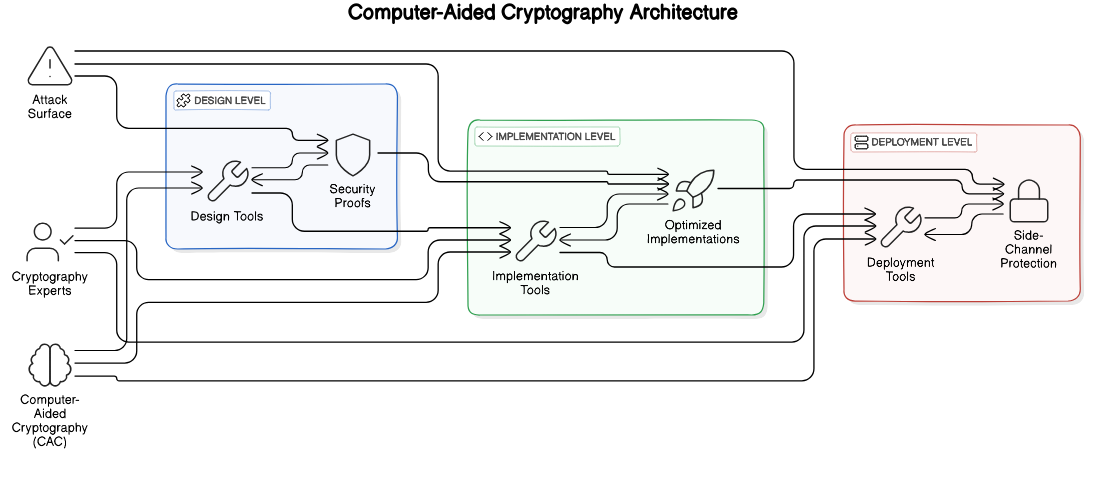 Computer-Aided Cryptography Architecture
Attack
Surface
DESIGN LEVEL
Security
Proofs
Design Tools
IMPLEMENTATION LEVEL
Optimized
Implementations
Implementation
Tools
DEPLOYMENT LEVEL
Side-
Channel
Protection
Deployment
Tools
Cryptography
Experts
Computer-
Aided
Cryptography
(CAC)